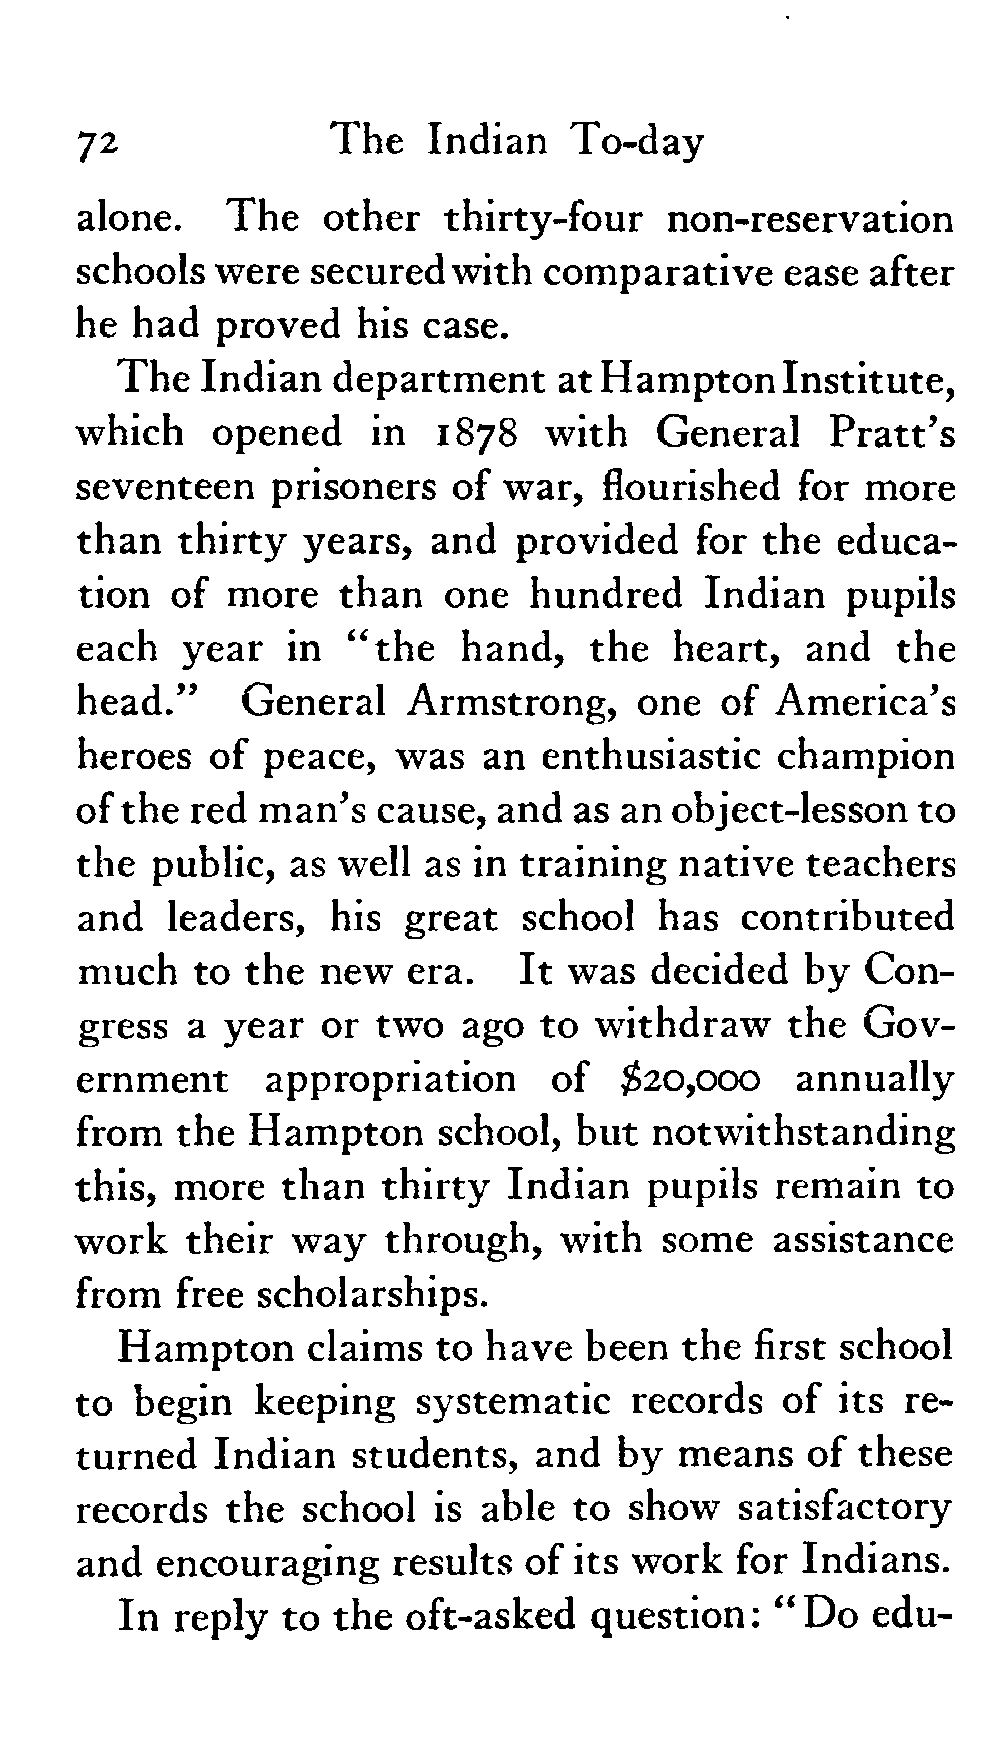 72 The Indian To-day
alone. The other thirty-four non-reservation
schools were secured with comparative ease after
he had proved his case.
The Indian department at Hampton Institute,
which opened in 1878 with General Pratt's
seventeen prisoners of war, flourished for more
than thirty years, and provided for the educa-
tion of more than one hundred Indian pupils
each year in "the hand, the heart, and the
head." General Armstrong, one of America's
heroes of peace, was an enthusiastic champion
of the red man's cause, and as an object-lesson to
the public, as well as in training native teachers
and leaders, his great school has contributed
much to the new era. It was decided by Con-
gress a year or two ago to withdraw the Gov-
ernment appropriation of $20,000 annually
from the Hampton school, but notwithstanding
this, more than thirty Indian pupils remain to
work their way through, with some assistance
from free scholarships.
Hampton claims to have been the first school
to begin keeping systematic records of its re-
turned Indian students, and by means of these
records the school is able to show satisfactory
and encouraging results of its work for Indians.
In reply to the oft-asked question: "Do edu-